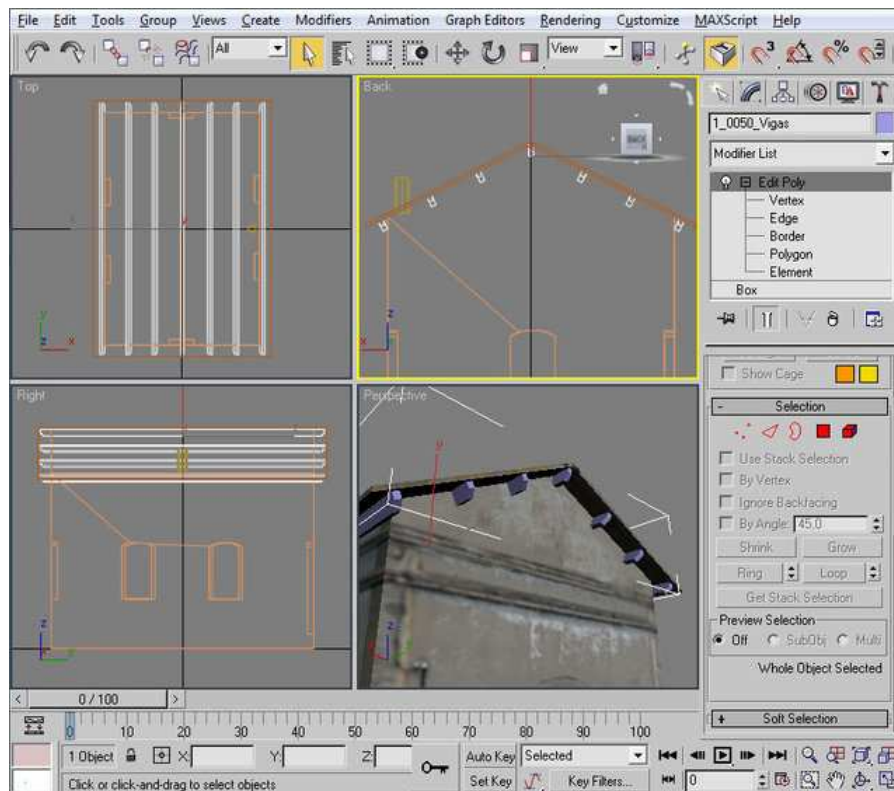 File Edit Tools Group Views Create Modifiers Animation Graph Editors Rendering Customize MAXScript Help
All
View
3
%
Top
Back
BACK
1_0050_Vigas
Modifier List
Edit Poly
Vertex
Edge
Border
Polygon
Element
Box
y
z x
z
x
Right
Perspective
Show Cage
- Selection
Use Stack Selection
By Vertex
Ignore Backfacing
By Angle: 45,0
Shrink Grow
Ring Loop
Get Stack Selection
Preview Selection
Off SubObj Multi
Whole Object Selected
y
z
z
y
< 0 / 100 >
+ Soft Selection
0 10 20 30 40 50 60 70 80 90 100
1 Object X: Y: Z: Auto Key Selected
Click or click-and-drag to select objects Set Key Key Filters... 0